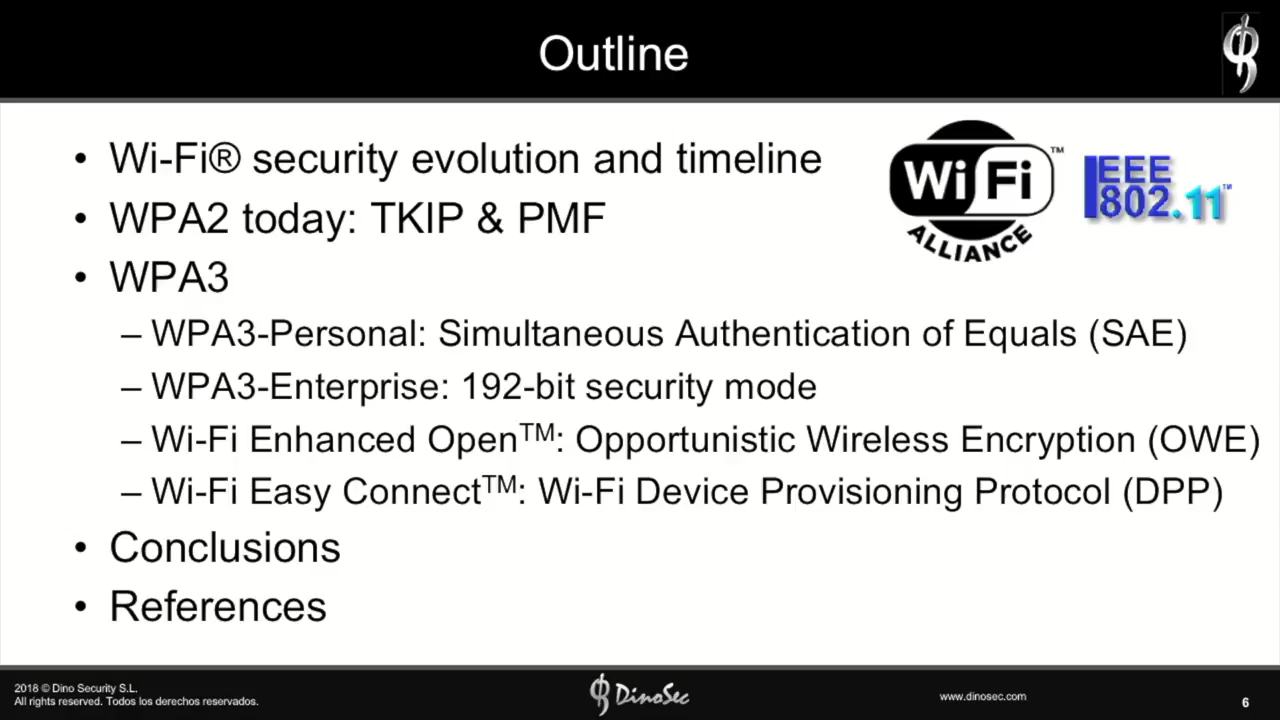 Outline
• Wi-Fi® security evolution and timeline
• WPA2 today: TKIP & PMF
• WPA3
– WPA3-Personal: Simultaneous Authentication of Equals (SAE)
– WPA3-Enterprise: 192-bit security mode
– Wi-Fi Enhanced Open™: Opportunistic Wireless Encryption (OWE)
– Wi-Fi Easy Connect™: Wi-Fi Device Provisioning Protocol (DPP)
• Conclusions
• References
Wi Fi™
ALLIANCE
IEEE
802.11™
2018 © Dino Security S.L.
All rights reserved. Todos los derechos reservados.
DinoSec
www.dinosec.com
6